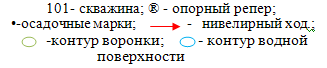 101- скважина; ® - опорный репер;
•-осадочные марки; - нивелирный ход.;
-контур воронки; - контур водной
поверхности